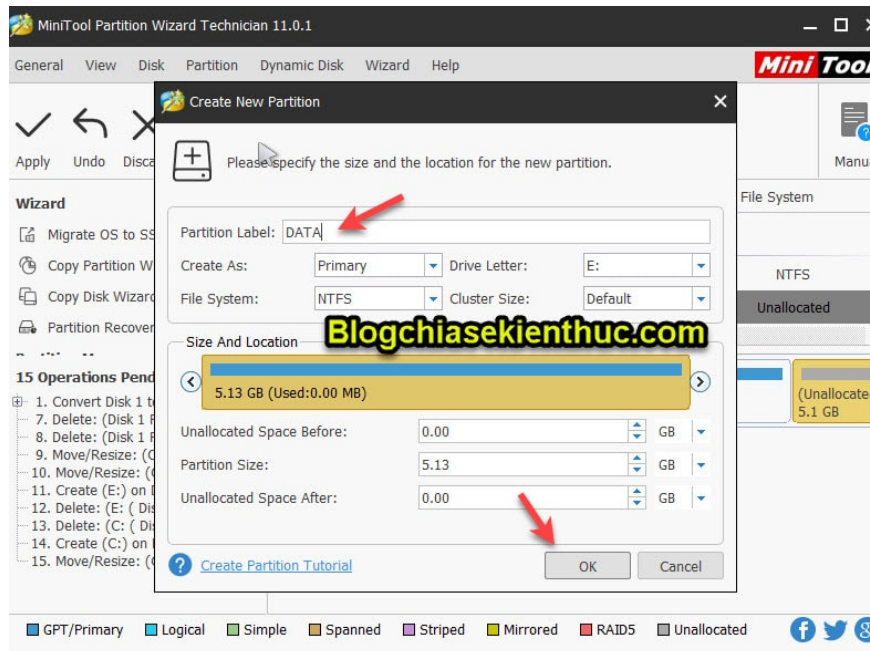 MiniTool Partition Wizard Technician 11.0.1
General View Disk Partition Dynamic Disk Wizard Help
Mini Tool
Create New Partition
Apply Undo Disca
Manu
Please specify the size and the location for the new partition.
Wizard
File System
Migrate OS to SS
Partition Label: DATA
Copy Partition W
Create As: Primary Drive Letter: E:
NTFS
Copy Disk Wizard
File System: NTFS Cluster Size: Default
Unallocated
Partition Recover
Blogchiasekienthuc.com
Size And Location
15 Operations Pend
5.13 GB (Used:0.00 MB)
(Unallocate
5.1 GB
1. Convert Disk 1 t
7. Delete: (Disk 1 P
8. Delete: (Disk 1 P
9. Move/Resize: (C
10. Move/Resize: (
11. Create (E:) on D
12. Delete: (E: ( Dis
13. Delete: (C: ( Dis
14. Create (C:) on
15. Move/Resize: (
Unallocated Space Before: 0.00 GB
Partition Size: 5.13 GB
Unallocated Space After: 0.00 GB
Create Partition Tutorial
OK Cancel
GPT/Primary Logical Simple Spanned Striped Mirrored RAID5 Unallocated